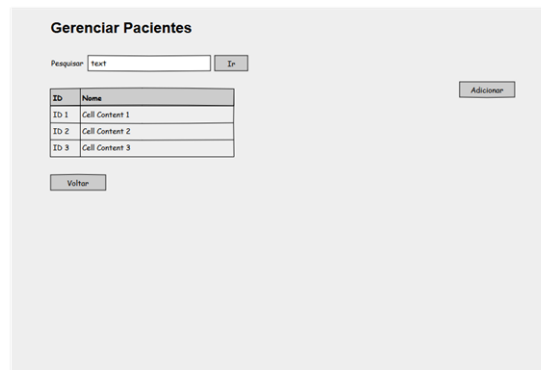 Gerenciar Pacientes
Pesquisar text Ir
Adicionar
ID Nome
ID 1 Cell Content 1
ID 2 Cell Content 2
ID 3 Cell Content 3
Voltar